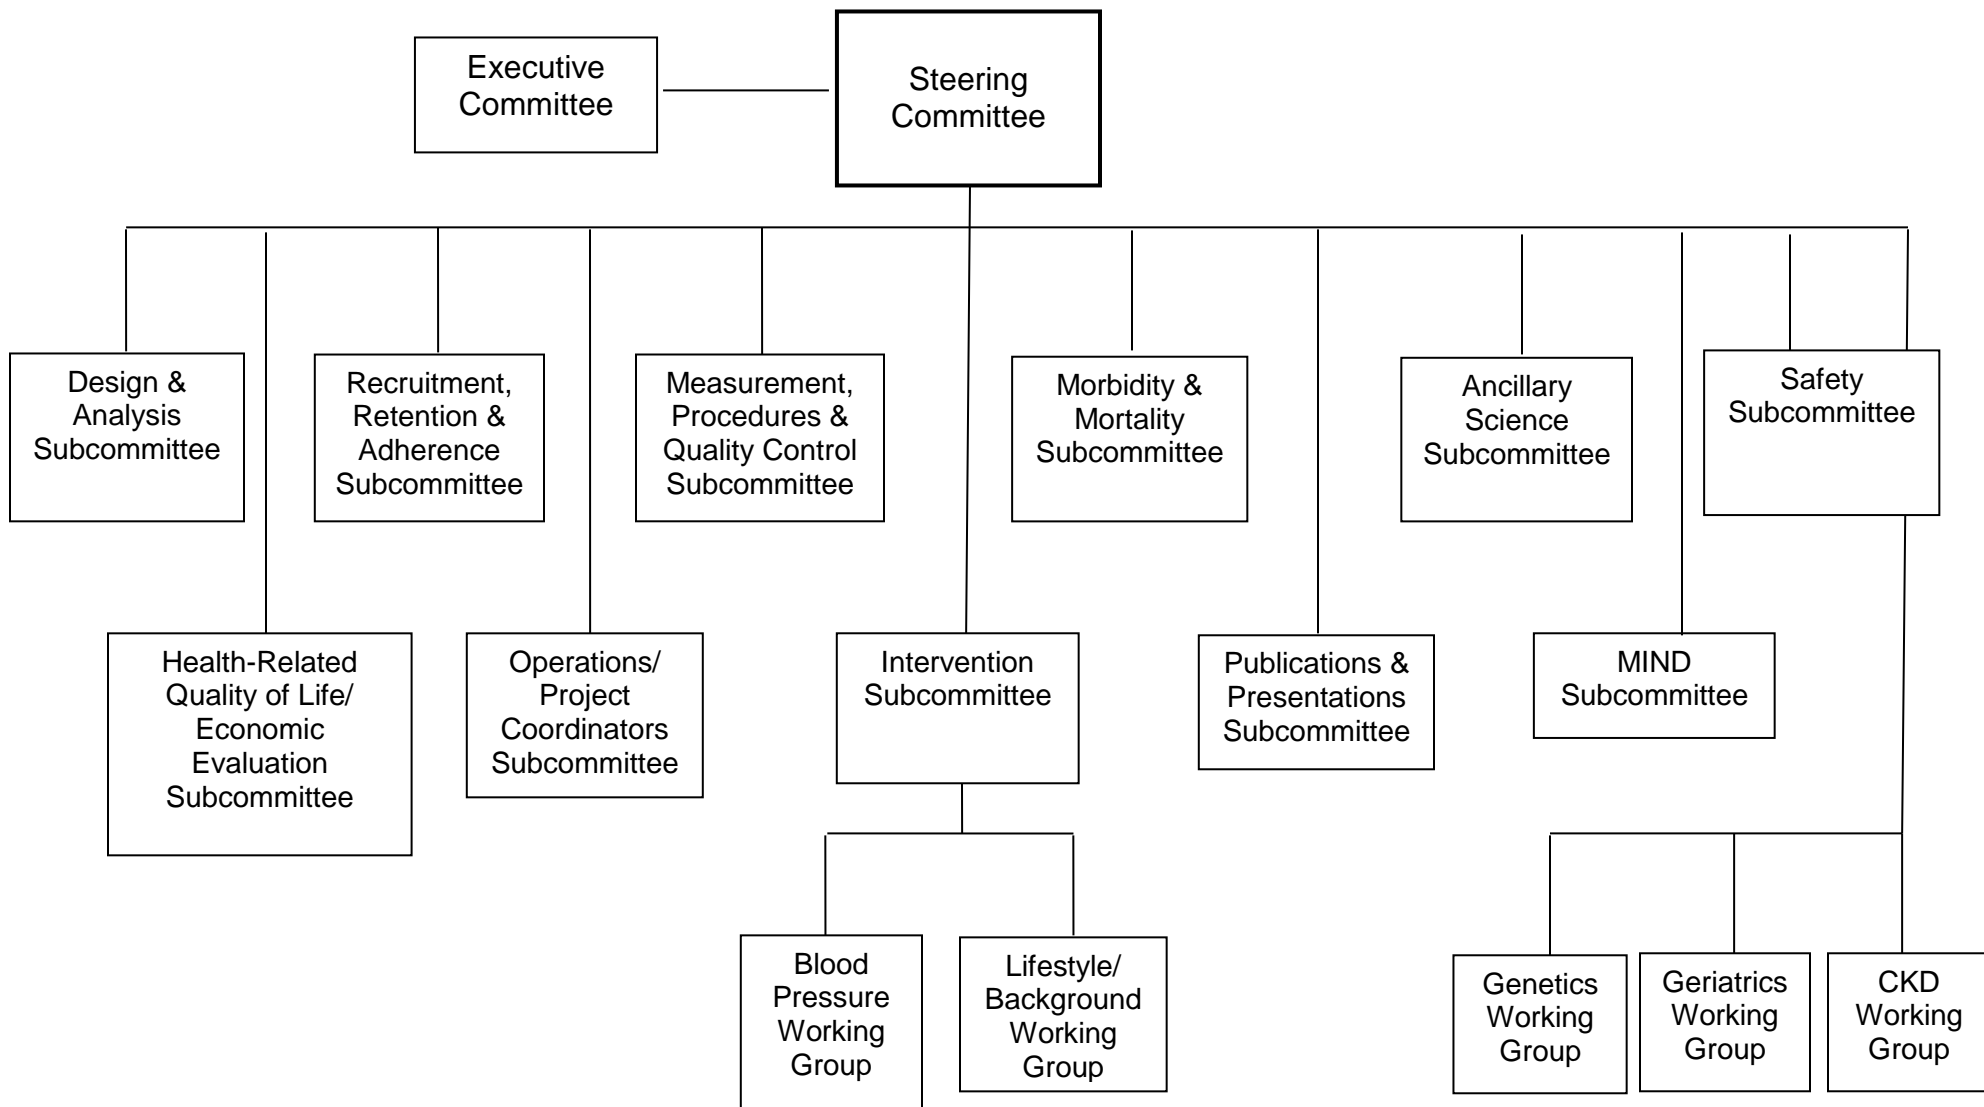 Executive
Committee
Steering
Committee
Design &
Analysis
Subcommittee
Recruitment,
Retention &
Adherence
Subcommittee
Measurement,
Procedures &
Quality Control
Subcommittee
Morbidity &
Mortality
Subcommittee
Ancillary
Science
Subcommittee
Safety
Subcommittee
Health-Related
Quality of Life/
Economic
Evaluation
Subcommittee
Operations/
Project
Coordinators
Subcommittee
Intervention
Subcommittee
Publications &
Presentations
Subcommittee
MIND
Subcommittee
Blood
Pressure
Working
Group
Lifestyle/
Background
Working
Group
Genetics
Working
Group
Geriatrics
Working
Group
CKD
Working
Group